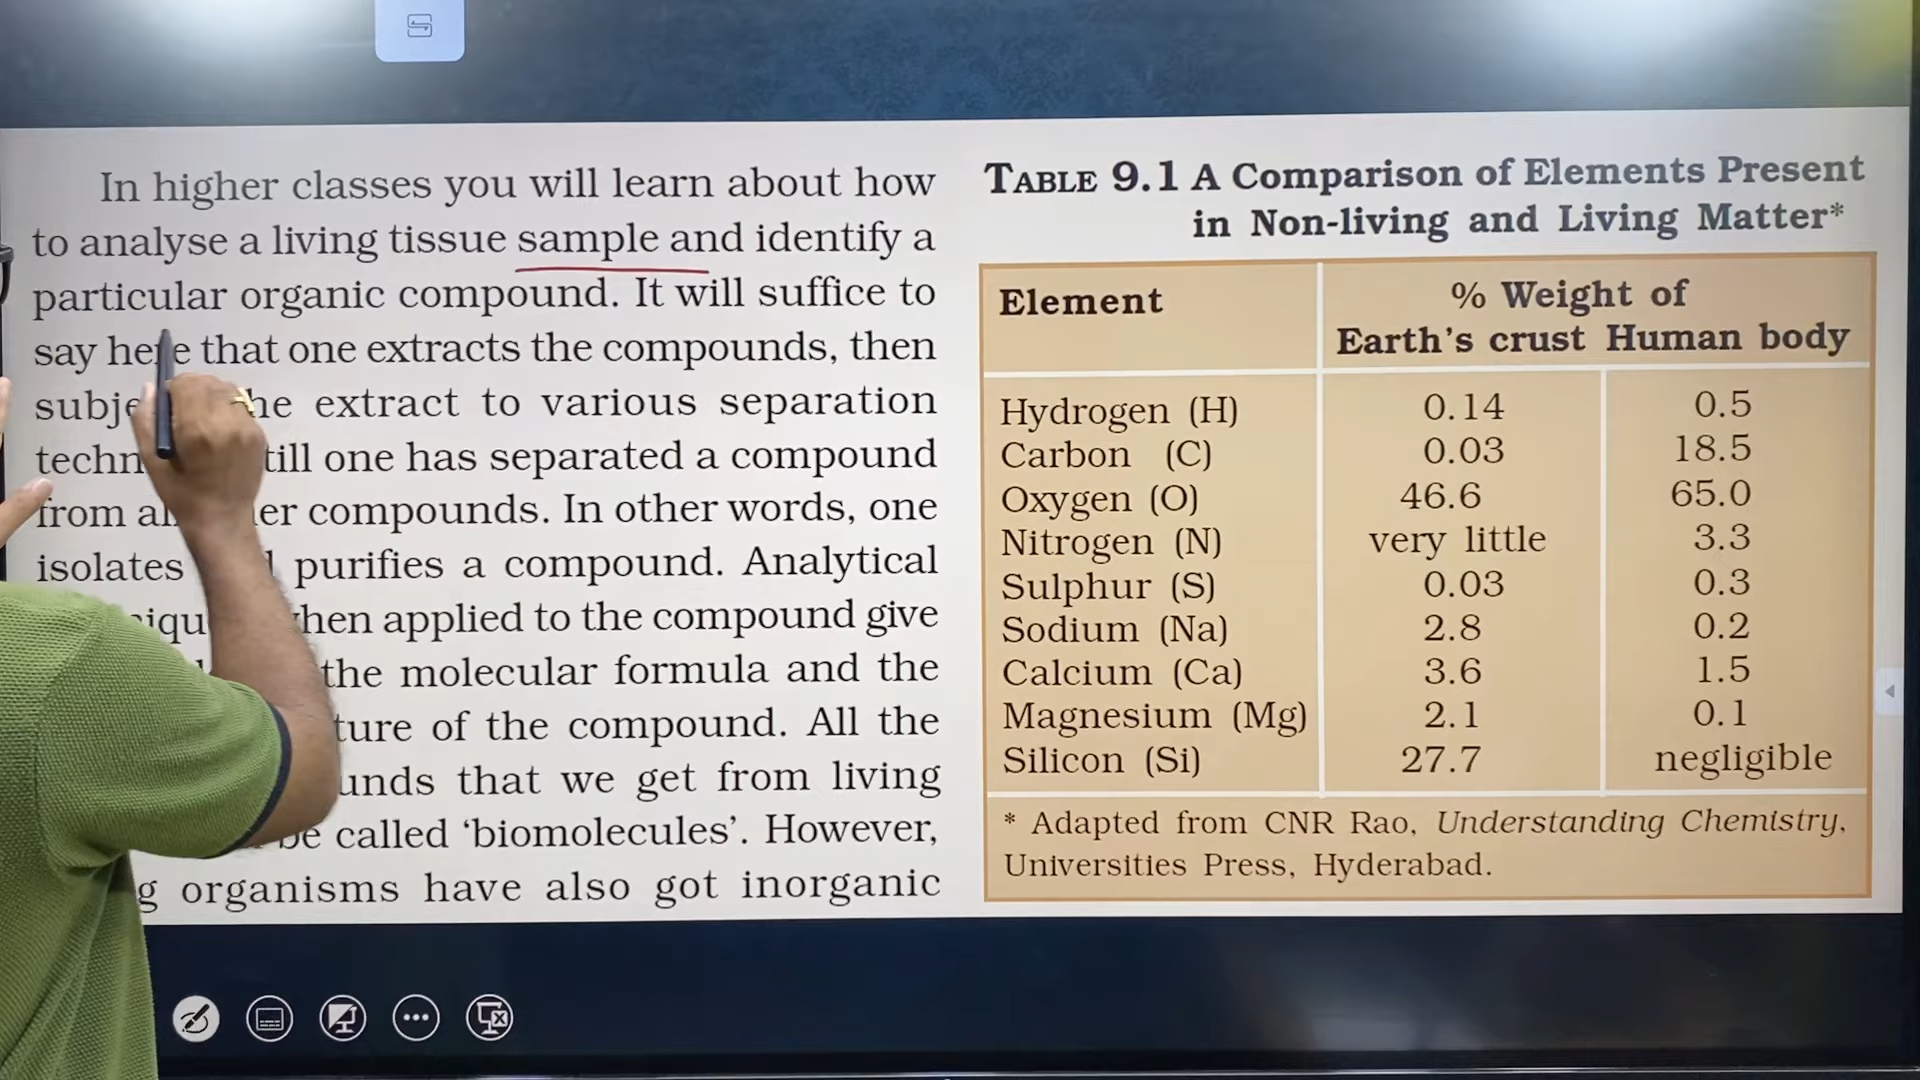 In higher classes you will learn about how
to analyse a living tissue sample and identify a
particular organic compound. It will suffice to
say here that one extracts the compounds, then
the extract to various separation
till one has separated a compound
from compounds. In other words, one
isolates purifies a compound. Analytical
when applied to the compound give
the molecular formula and the
of the compound. All the
that we get from living
be called ‘biomolecules’. However,
organisms have also got inorganic
TABLE 9.1 A Comparison of Elements Present
in Non-living and Living Matter*
Element % Weight of
Earth's crust Human body
Hydrogen (H) 0.14 0.5
Carbon (C) 0.03 18.5
Oxygen (O) 46.6 65.0
Nitrogen (N) very little 3.3
Sulphur (S) 0.03 0.3
Sodium (Na) 2.8 0.2
Calcium (Ca) 3.6 1.5
Magnesium (Mg) 2.1 0.1
Silicon (Si) 27.7 negligible
* Adapted from CNR Rao, Understanding Chemistry,
Universities Press, Hyderabad.